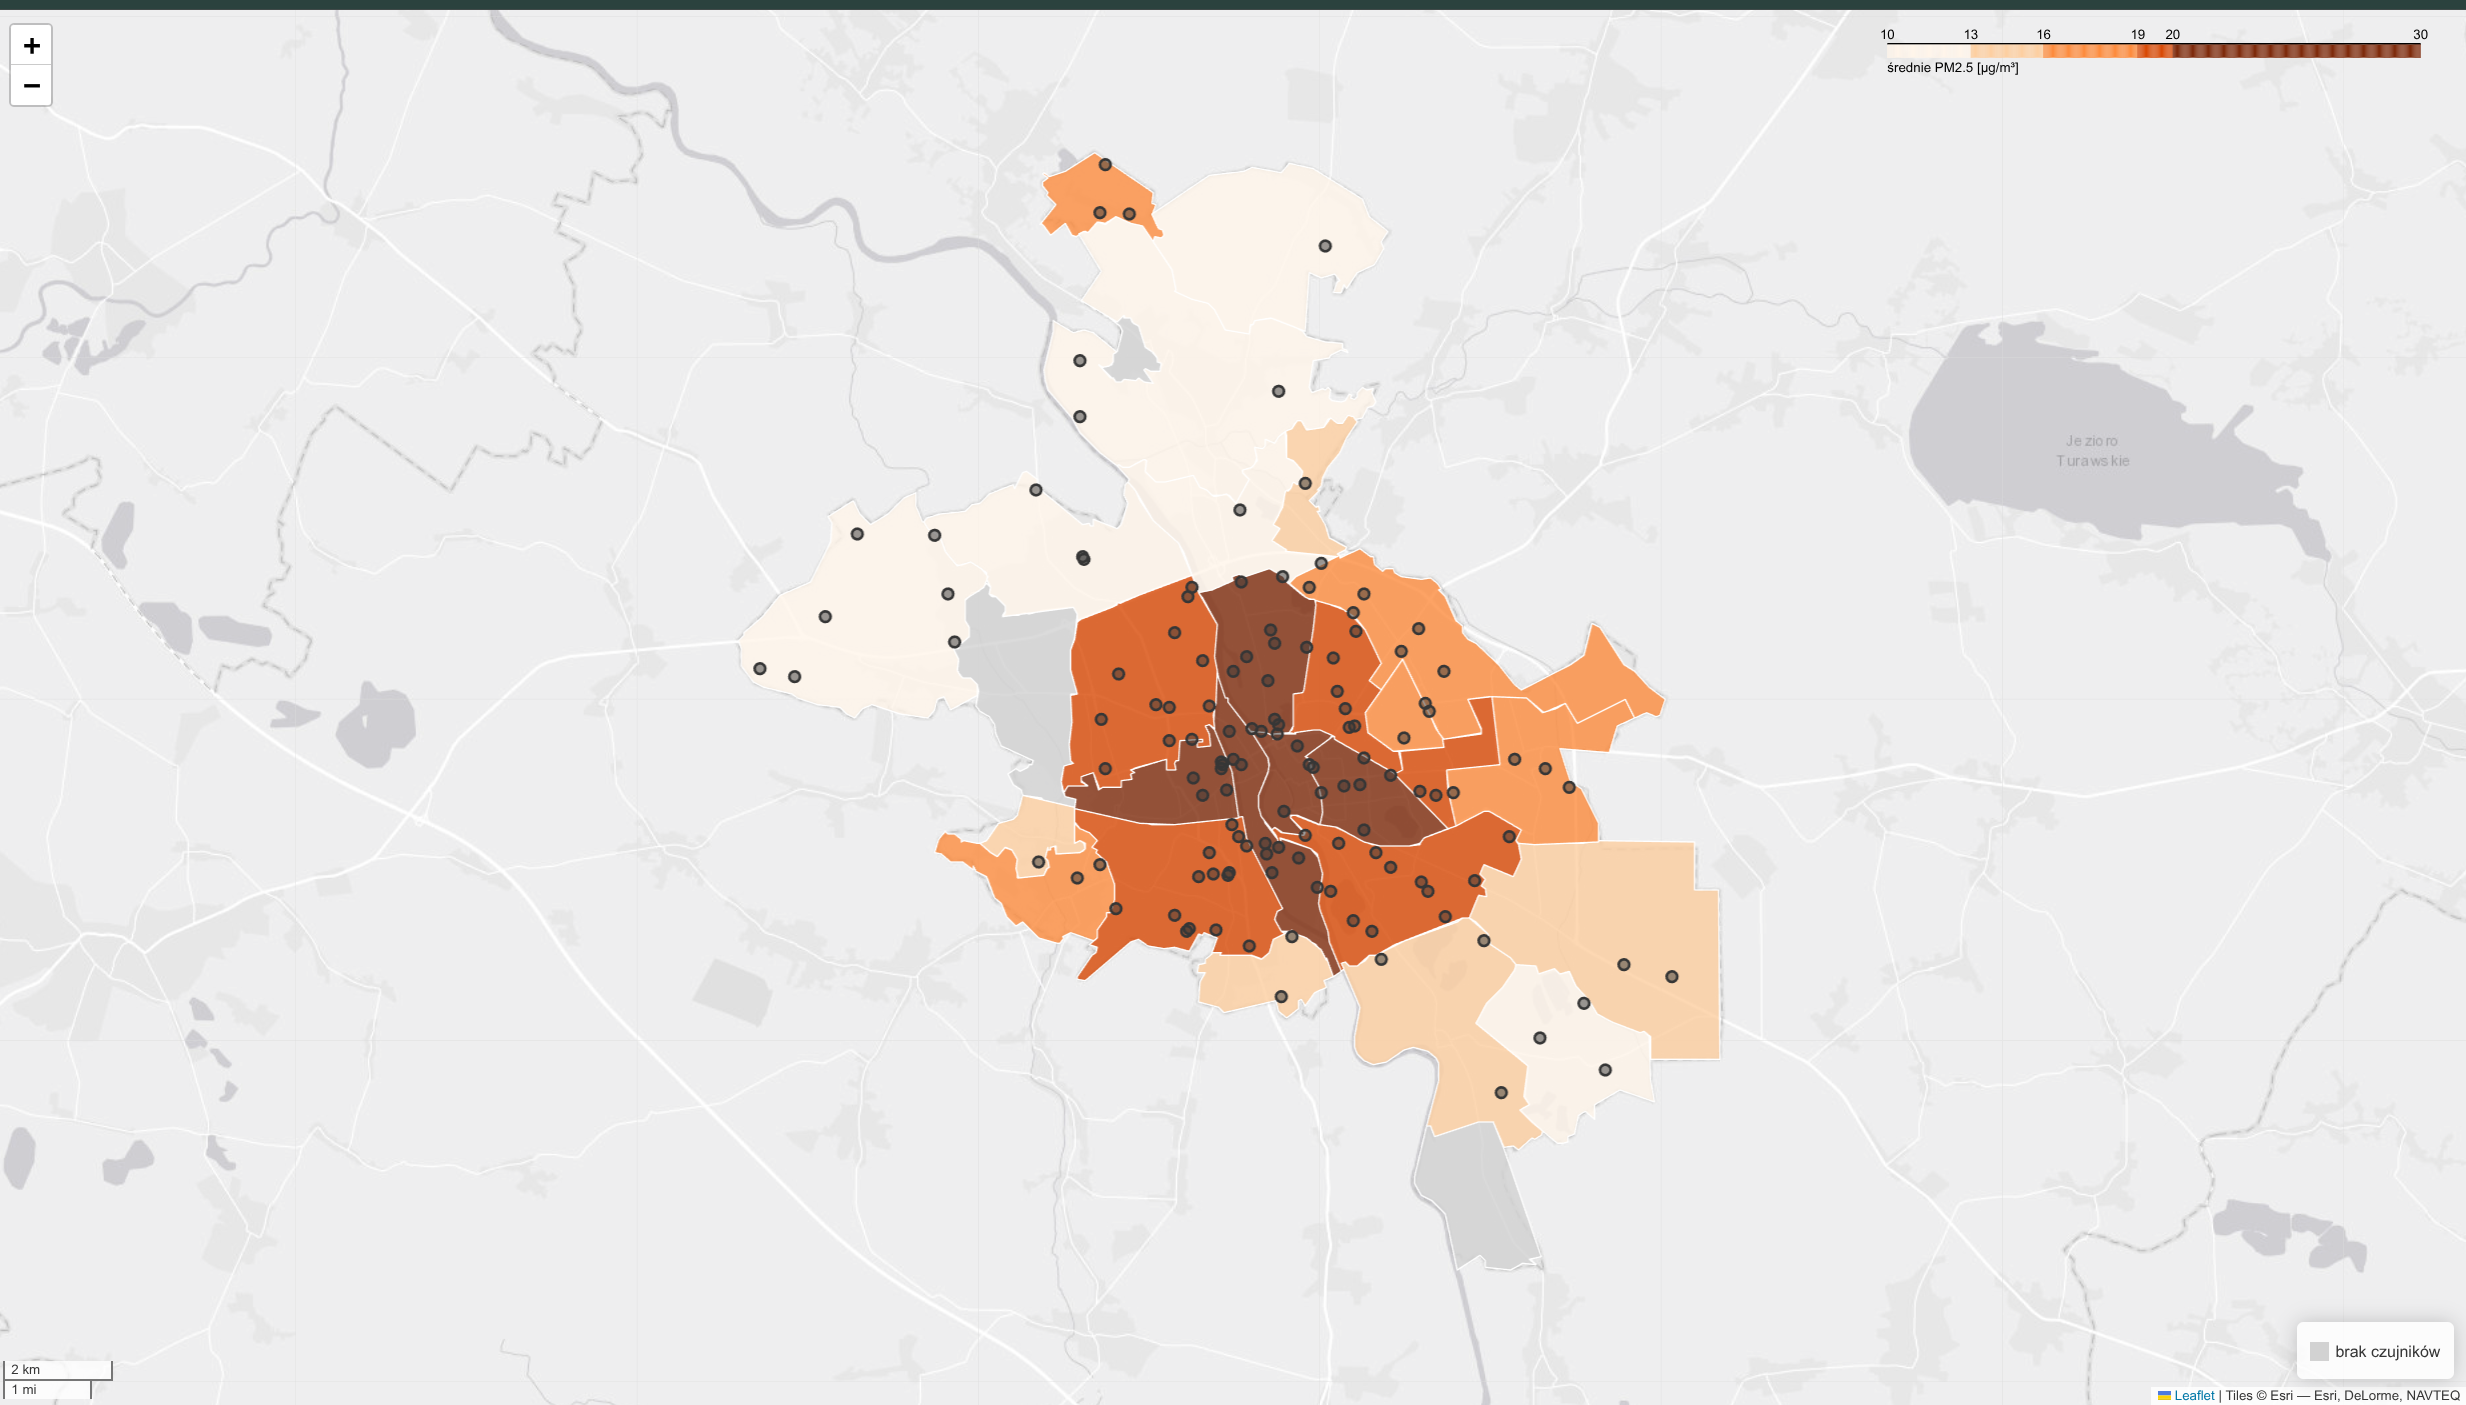 +
−
10 13 16 19 20 30
średnie PM2.5 [µg/m³]
Jezioro
Turawskie
2 km
1 mi
brak czujników
Leaflet | Tiles © Esri — Esri, DeLorme, NAVTEQ